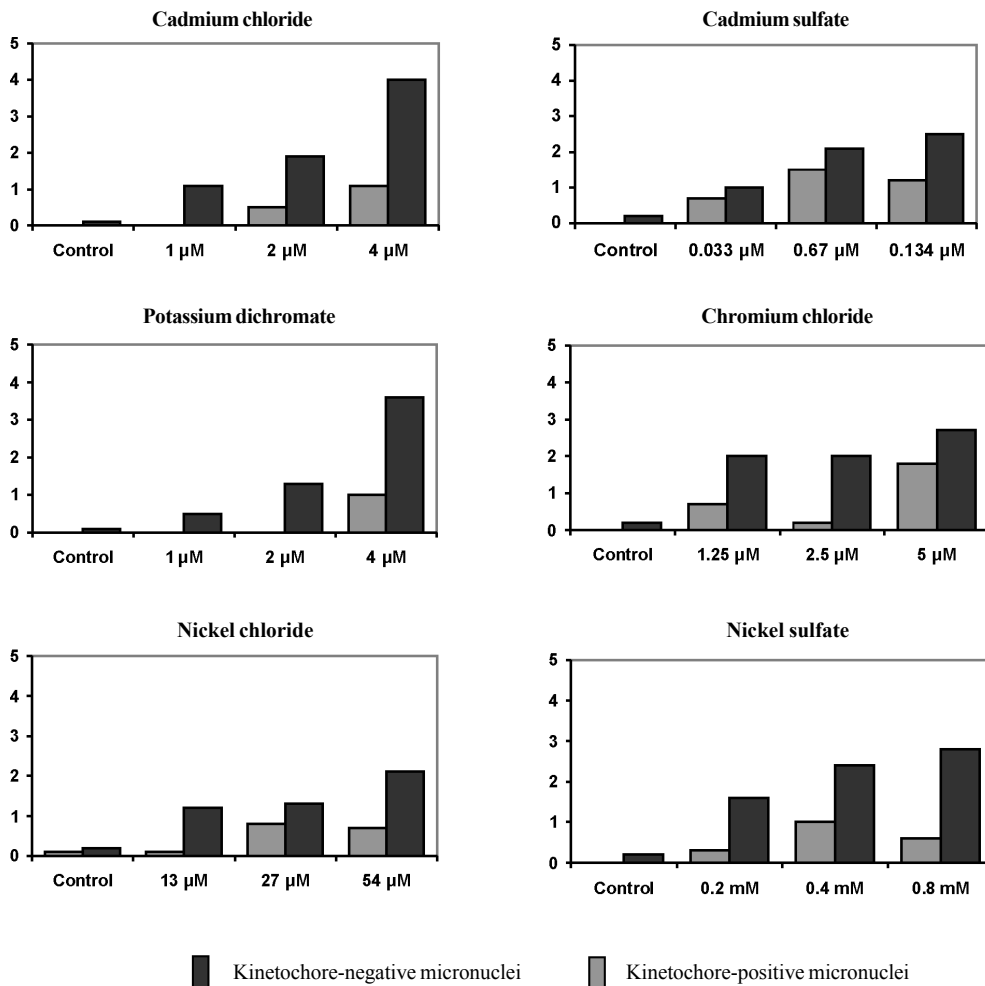 Cadmium chloride
5
4
3
2
1
0
Control 1 µM 2 µM 4 µM
Cadmium sulfate
5
4
3
2
1
0
Control 0.033 µM 0.67 µM 0.134 µM
Potassium dichromate
5
4
3
2
1
0
Control 1 µM 2 µM 4 µM
Chromium chloride
5
4
3
2
1
0
Control 1.25 µM 2.5 µM 5 µM
Nickel chloride
5
4
3
2
1
0
Control 13 µM 27 µM 54 µM
Nickel sulfate
5
4
3
2
1
0
Control 0.2 mM 0.4 mM 0.8 mM
Kinetochore-negative micronuclei Kinetochore-positive micronuclei